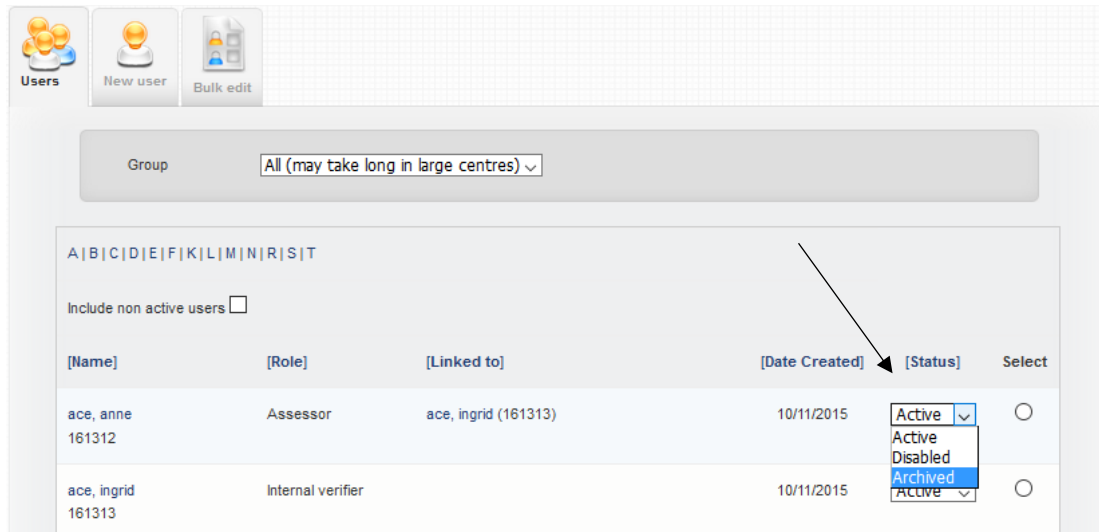 Users
New user
Bulk edit
Group All (may take long in large centres)
A|B|C|D|E|F|K|L|M|N|R|S|T
Include non active users
[Name] [Role] [Linked to] [Date Created] [Status] Select
ace, anne Assessor ace, ingrid (161313) 10/11/2015 Active
161312
Active
Disabled
Archived
ace, ingrid Internal verifier 10/11/2015 Active
161313